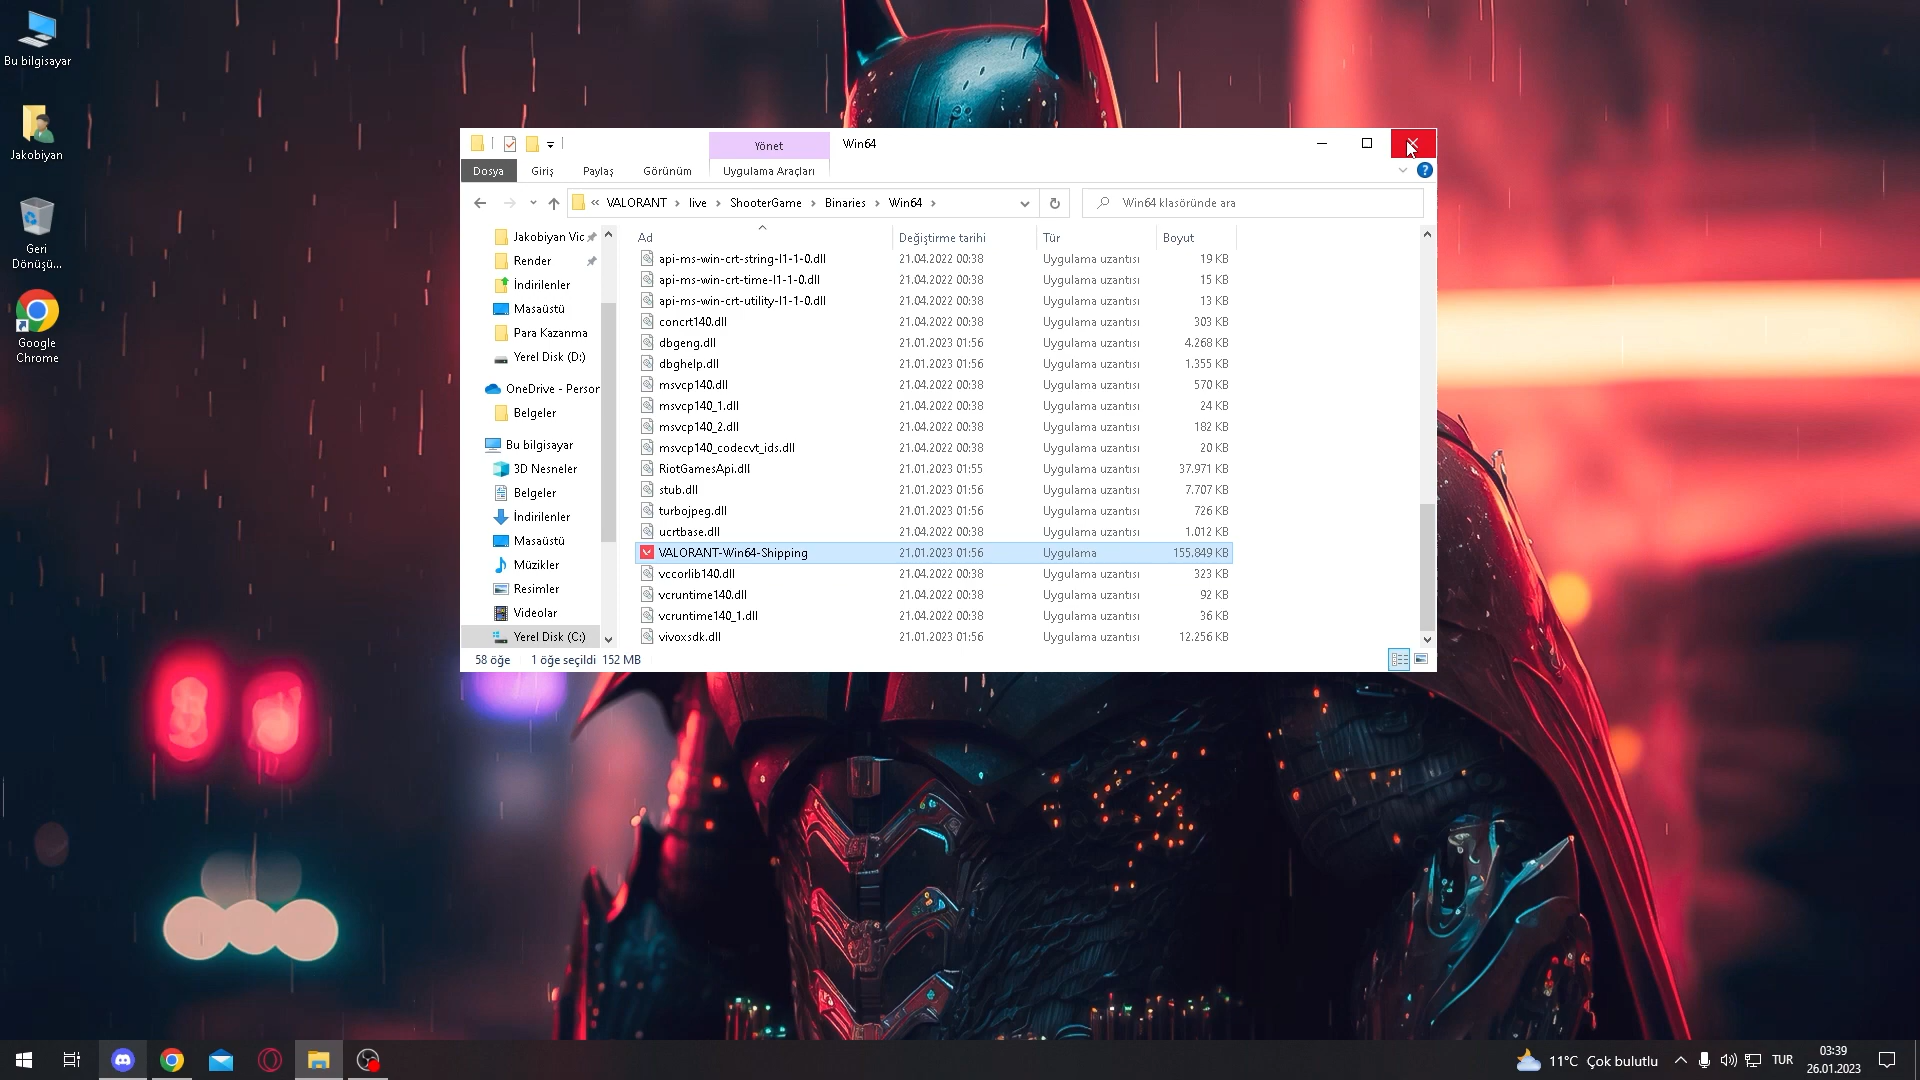 Bu bilgisayar
Jakobiyan
Geri
Dönüşü...
Google
Chrome
Yönet
Win64
Dosya
Giriş
Paylaş
Görünüm
Uygulama Araçları
« VALORANT › live › ShooterGame › Binaries › Win64 ›
Win64 klasöründe ara
Jakobiyan Vic
Render
İndirilenler
Masaüstü
Para Kazanma
Yerel Disk (D:)
OneDrive - Person
Belgeler
Bu bilgisayar
3D Nesneler
Belgeler
İndirilenler
Masaüstü
Müzikler
Resimler
Videolar
Yerel Disk (C:)
Ad Değiştirme tarihi Tür Boyut
api-ms-win-crt-string-l1-1-0.dll 21.04.2022 00:38 Uygulama uzantısı 19 KB
api-ms-win-crt-time-l1-1-0.dll 21.04.2022 00:38 Uygulama uzantısı 15 KB
api-ms-win-crt-utility-l1-1-0.dll 21.04.2022 00:38 Uygulama uzantısı 13 KB
concrt140.dll 21.04.2022 00:38 Uygulama uzantısı 303 KB
dbgeng.dll 21.01.2023 01:56 Uygulama uzantısı 4.268 KB
dbghelp.dll 21.01.2023 01:56 Uygulama uzantısı 1.355 KB
msvcp140.dll 21.04.2022 00:38 Uygulama uzantısı 570 KB
msvcp140_1.dll 21.04.2022 00:38 Uygulama uzantısı 24 KB
msvcp140_2.dll 21.04.2022 00:38 Uygulama uzantısı 182 KB
msvcp140_codecvt_ids.dll 21.04.2022 00:38 Uygulama uzantısı 20 KB
RiotGamesApi.dll 21.01.2023 01:55 Uygulama uzantısı 37.971 KB
stub.dll 21.01.2023 01:56 Uygulama uzantısı 7.707 KB
turbojpeg.dll 21.01.2023 01:56 Uygulama uzantısı 726 KB
ucrtbase.dll 21.04.2022 00:38 Uygulama uzantısı 1.012 KB
VALORANT-Win64-Shipping 21.01.2023 01:56 Uygulama 155.849 KB
vccorlib140.dll 21.04.2022 00:38 Uygulama uzantısı 323 KB
vcruntime140.dll 21.04.2022 00:38 Uygulama uzantısı 92 KB
vcruntime140_1.dll 21.04.2022 00:38 Uygulama uzantısı 36 KB
vivoxsdk.dll 21.01.2023 01:56 Uygulama uzantısı 12.256 KB
58 öğe 1 öğe seçildi 152 MB
11°C Çok bulutlu
TUR
03:39
26.01.2023